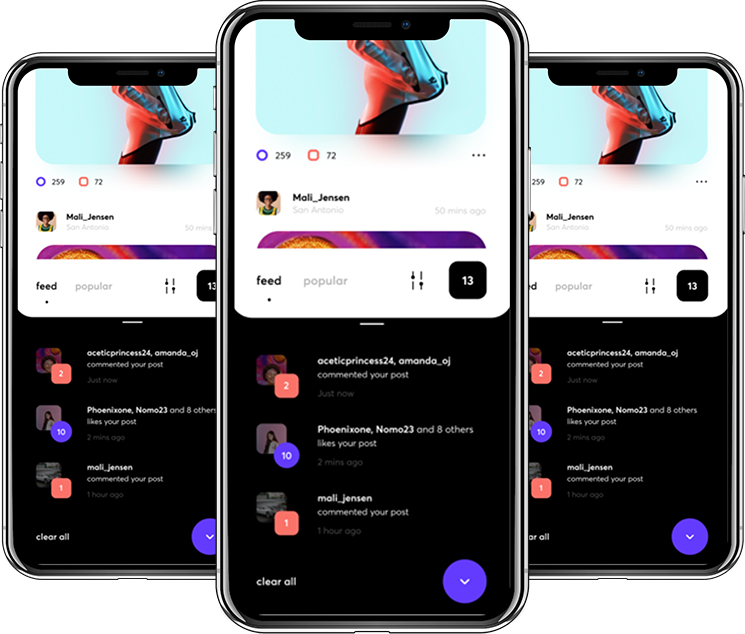 259 72
Mali_Jensen
San Antonio
50 mins
feed popular 13
2
aceticprincess24, amanda_oj
commented your post
Just now
10
Phoenixone, Nomo23 and 8 others
likes your post
2 mins ago
1
mali_jensen
commented your post
1 hour ago
clear all
259 72
Mali_Jensen
San Antonio
50 mins ago
feed popular 13
2
aceticprincess24, amanda_oj
commented your post
Just now
10
Phoenixone, Nomo23 and 8 others
likes your post
2 mins ago
1
mali_jensen
commented your post
1 hour ago
clear all
259 72
Mali_Jensen
San Antonio
50 mins ago
ed popular 13
2
aceticprincess24, amanda_oj
commented your post
Just now
10
Phoenixone, Nomo23 and 8 others
likes your post
2 mins ago
1
mali_jensen
commented your post
1 hour ago
ar all